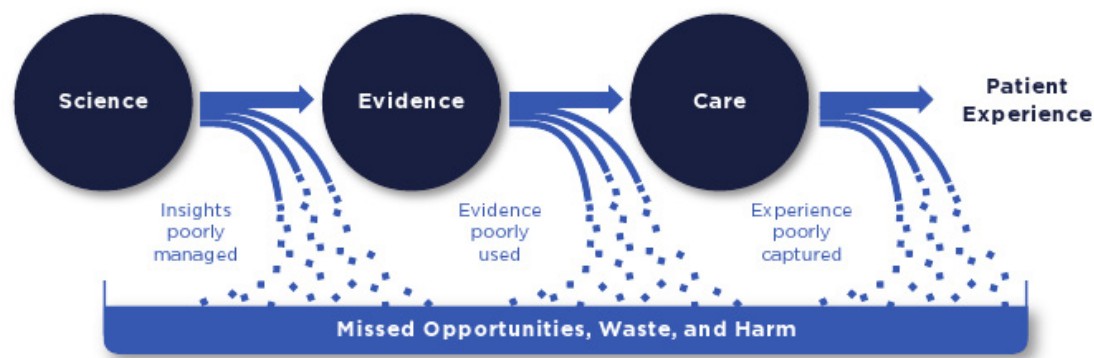 Science
Evidence
Care
Patient
Experience
Insights
poorly
managed
Evidence
poorly
used
Experience
poorly
captured
Missed Opportunities, Waste, and Harm